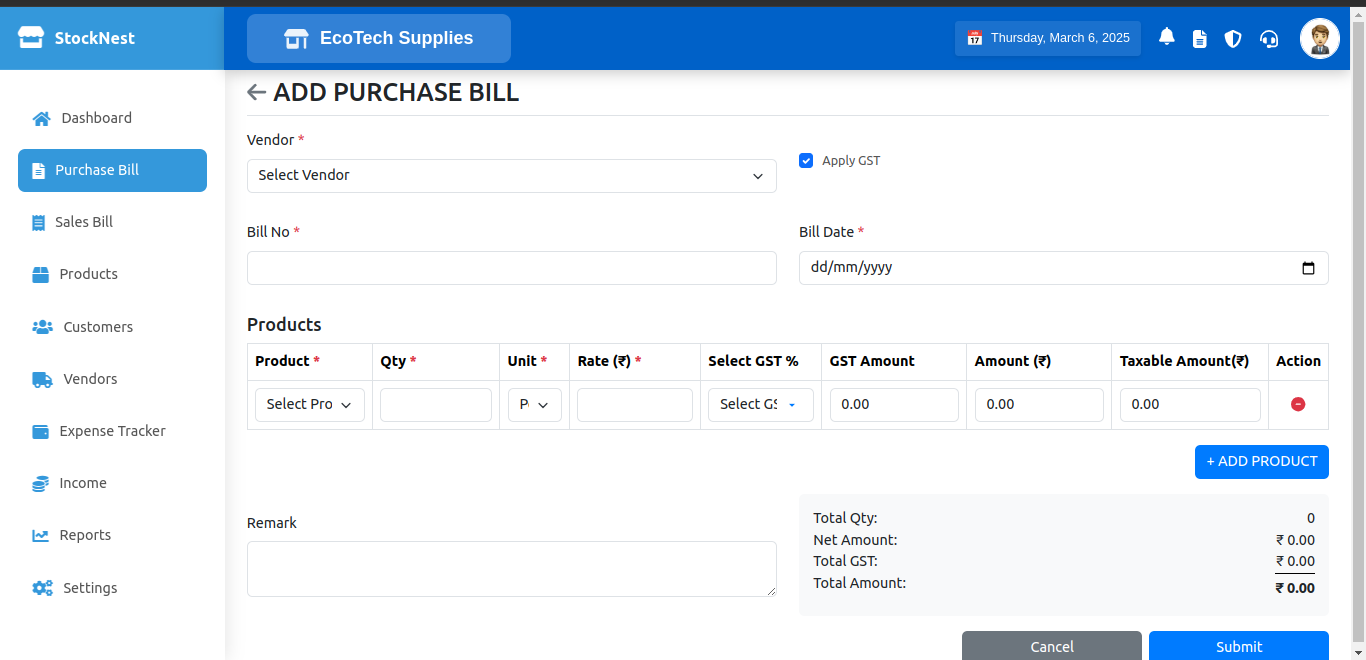 StockNest
EcoTech Supplies
17
Thursday, March 6, 2025
Dashboard
Purchase Bill
Sales Bill
Products
Customers
Vendors
Expense Tracker
Income
Reports
Settings
ADD PURCHASE BILL
Vendor *
Select Vendor
Apply GST
Bill No *
Bill Date *
dd/mm/yyyy
Products
Product * Qty * Unit * Rate (₹) * Select GST % GST Amount Amount (₹) Taxable Amount(₹) Action
Select Pro 0.00 0.00 0.00
+ ADD PRODUCT
Remark
Total Qty: 0
Net Amount: ₹ 0.00
Total GST: ₹ 0.00
Total Amount: ₹ 0.00
Cancel Submit